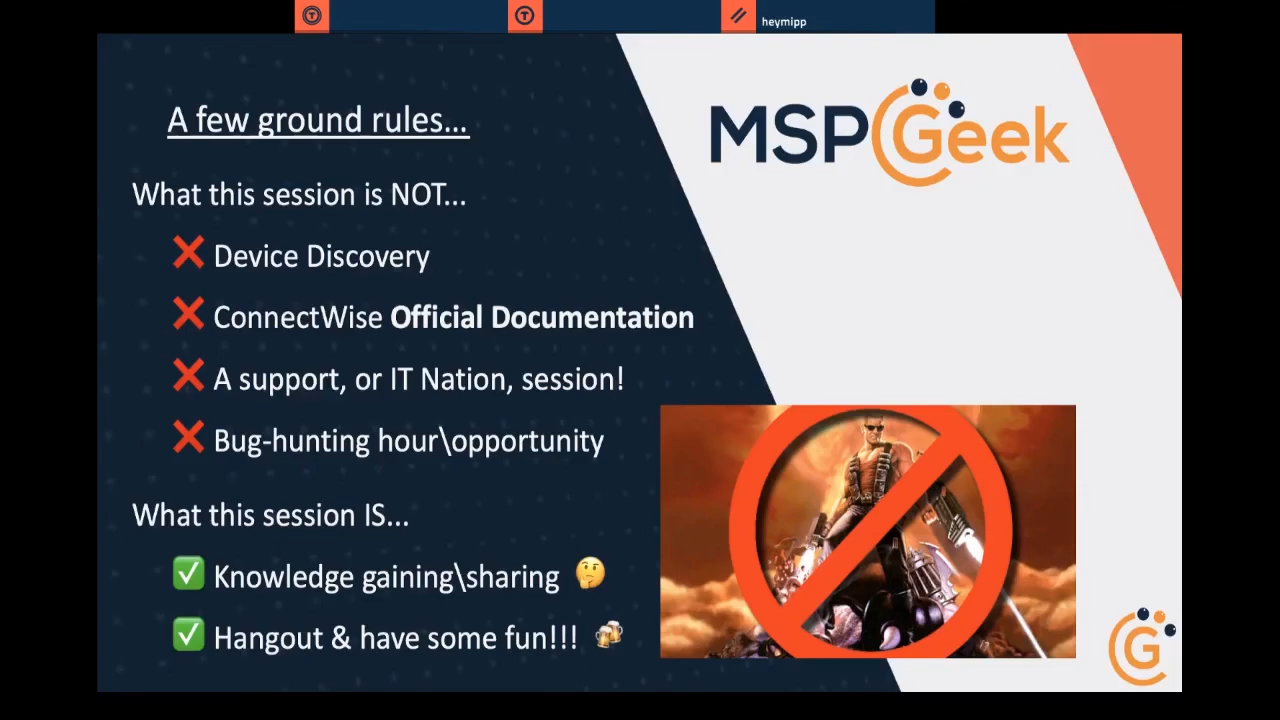 heymipp
A few ground rules...
MSPGeek
What this session is NOT...
❌ Device Discovery
❌ ConnectWise Official Documentation
❌ A support, or IT Nation, session!
❌ Bug-hunting hour\opportunity
What this session IS...
✅ Knowledge gaining\sharing 🤔
✅ Hangout & have some fun!!! 🍻
G